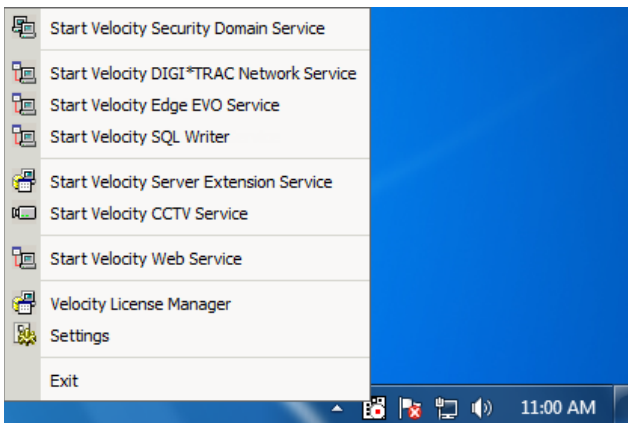 Start Velocity Security Domain Service
Start Velocity DIGI*TRAC Network Service
Start Velocity Edge EVO Service
Start Velocity SQL Writer
Start Velocity Server Extension Service
Start Velocity CCTV Service
Start Velocity Web Service
Velocity License Manager
Settings
Exit
11:00 AM